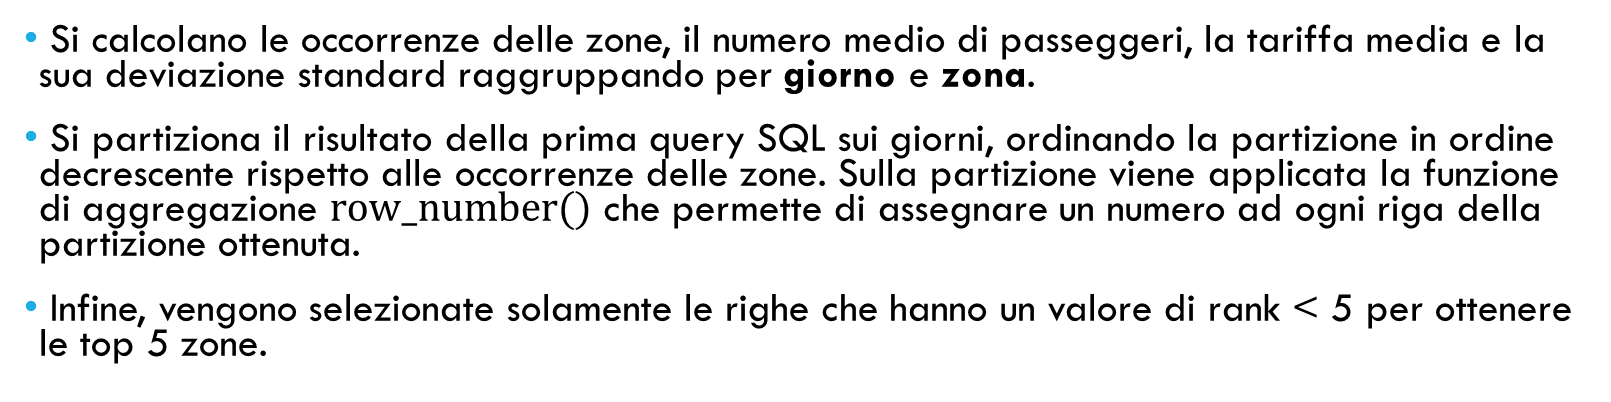 • Si calcolano le occorrenze delle zone, il numero medio di passeggeri, la tariffa media e la
sua deviazione standard raggruppando per giorno e zona.
• Si partiziona il risultato della prima query SQL sui giorni, ordinando la partizione in ordine
decrescente rispetto alle occorrenze delle zone. Sulla partizione viene applicata la funzione
di aggregazione row_number() che permette di assegnare un numero ad ogni riga della
partizione ottenuta.
• Infine, vengono selezionate solamente le righe che hanno un valore di rank < 5 per ottenere
le top 5 zone.